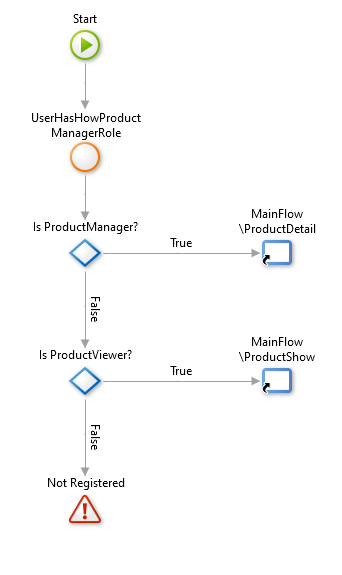 Start
UserHasHowProduct
ManagerRole
Is ProductManager?
True
MainFlow
\ProductDetail
False
Is ProductViewer?
True
MainFlow
\ProductShow
False
Not Registered